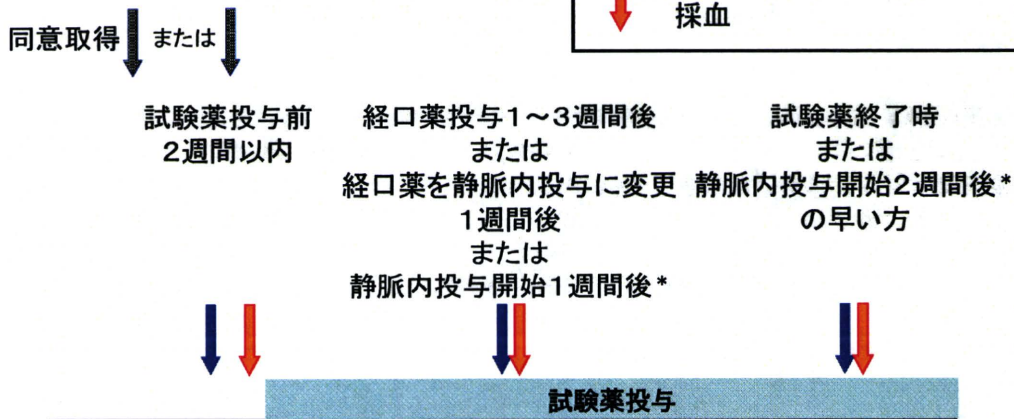 採血
同意取得
または
試験薬投与前
2週間以内
経口薬投与1～3週間後
または
経口薬を静脈内投与に変更
1週間後
または
静脈内投与開始1週間後*
試験薬終了時
または
静脈内投与開始2週間後*
の早い方
試験薬投与